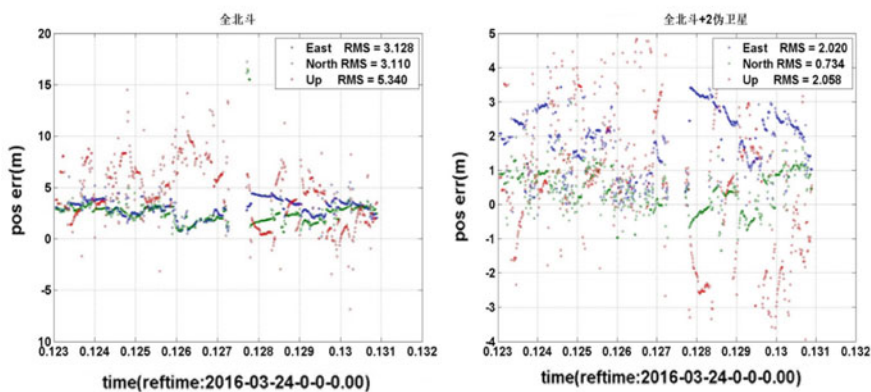 全北斗
20
15
10
5
0
-5
10
pos err(m)
East RMS = 3.128
North RMS = 3.110
Up RMS = 5.340
0.123 0.124 0.125 0.126 0.127 0.128 0.129 0.13 0.131 0.132
time(reftime:2016-03-24-0-0-0.00)
全北斗+2伪卫星
5
4
3
2
1
0
-1
-2
-3
-4
pos err(m)
East RMS = 2.020
North RMS = 0.734
Up RMS = 2.058
0.123 0.124 0.125 0.126 0.127 0.128 0.129 0.13 0.131 0.132
time(reftime:2016-03-24-0-0-0.00)